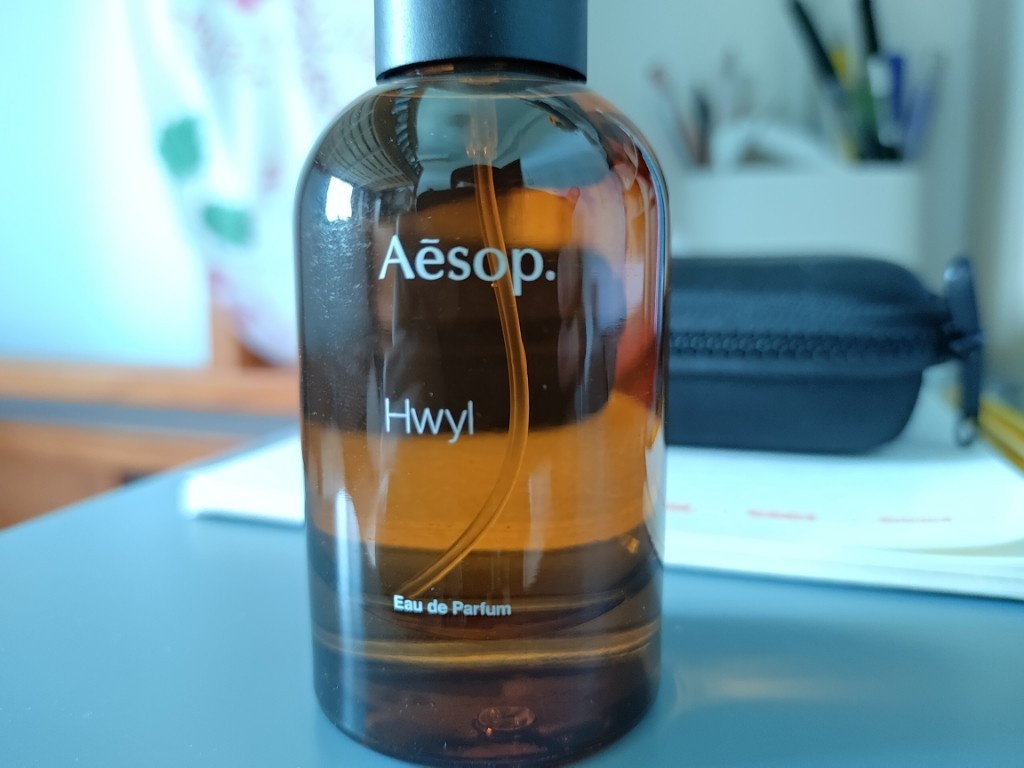 Aēsop.
Hwyl
Eau de Parfum